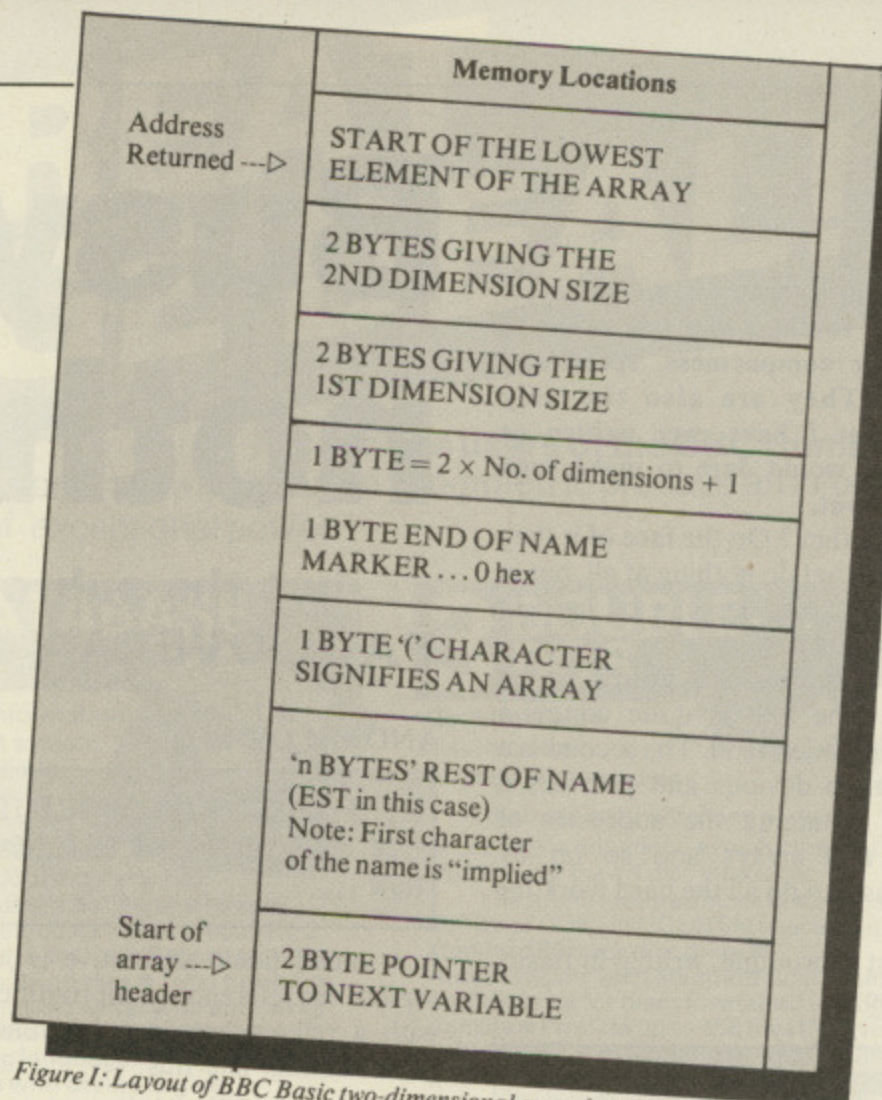 Memory Locations
Address
Returned ---▷
START OF THE LOWEST
ELEMENT OF THE ARRAY
2 BYTES GIVING THE
2ND DIMENSION SIZE
2 BYTES GIVING THE
1ST DIMENSION SIZE
1 BYTE = 2 × No. of dimensions + 1
1 BYTE END OF NAME
MARKER... 0 hex
1 BYTE ‘(’ CHARACTER
SIGNIFIES AN ARRAY
‘n BYTES’ REST OF NAME
(EST in this case)
Note: First character
of the name is “implied”
Start of
array ---▷
header
2 BYTE POINTER
TO NEXT VARIABLE
Figure I: Layout of BBC Basic two-dimensional